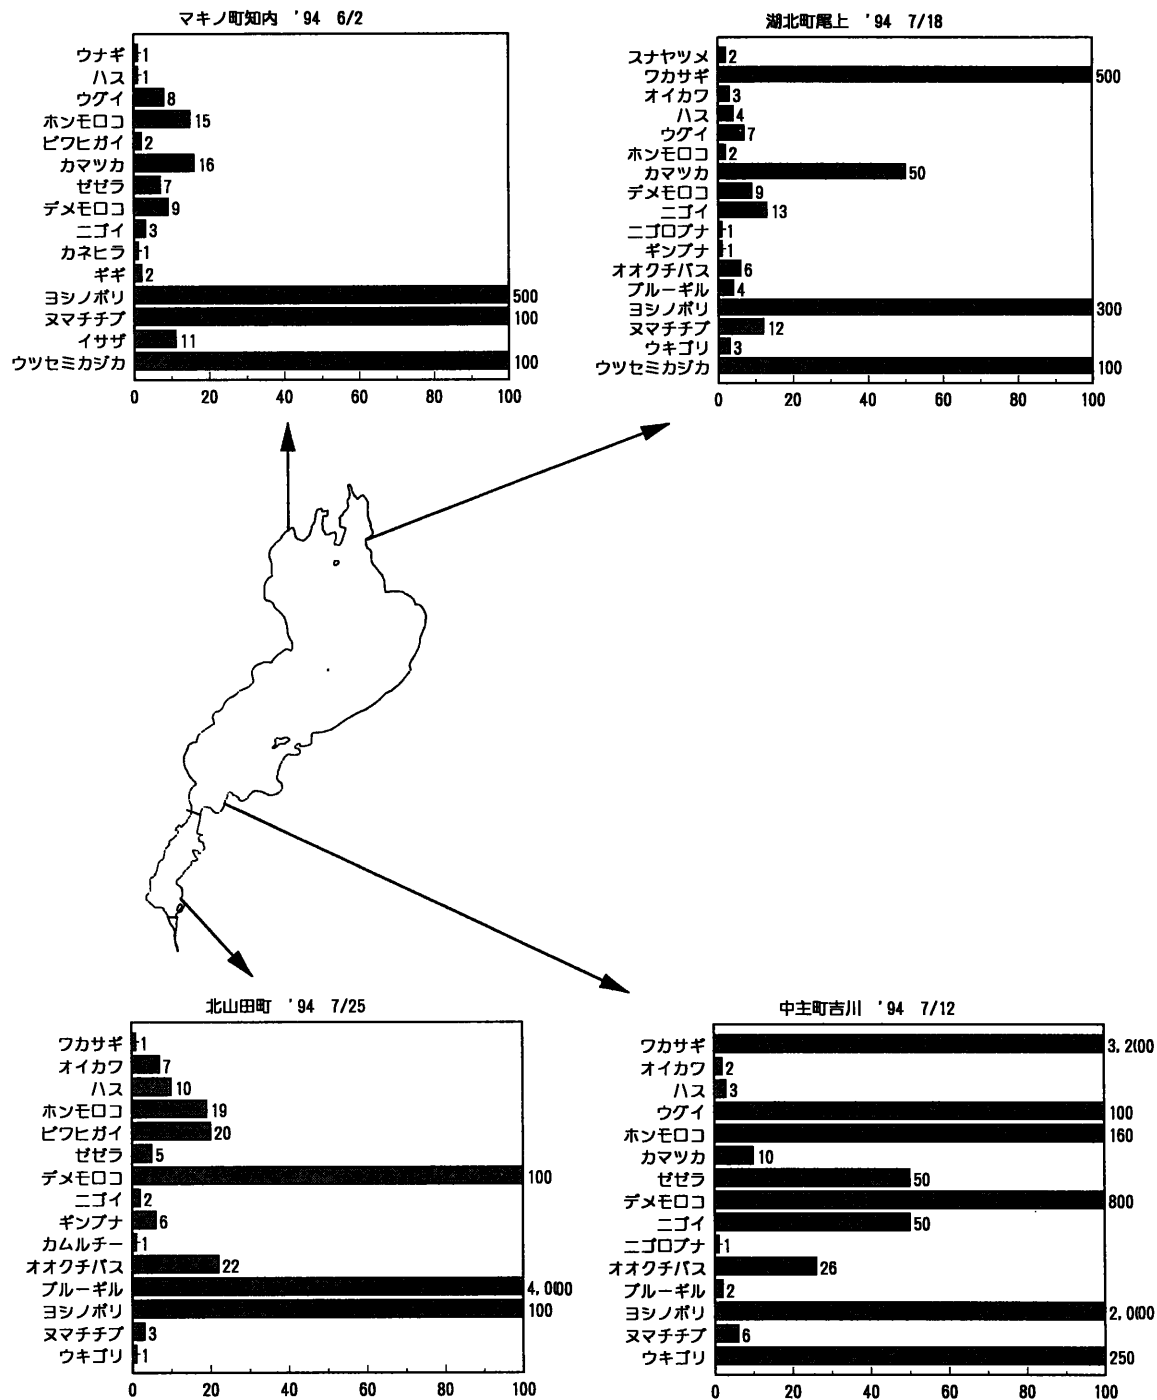 マキノ町知内 '94 6/2
ウナギ 1
ハス 1
ウグイ 8
ホンモロコ 15
ビワヒガイ 2
カマツカ 16
ゼゼラ 7
デメモロコ 9
ニゴイ 3
カネヒラ 1
ギギ 2
ヨシノボリ 500
ヌマチチブ 100
イサザ 11
ウツセミカジカ 100
0 20 40 60 80 100
湖北町尾上 '94 7/18
スナヤツメ 2
ワカサギ 500
オイカワ 3
ハス 4
ウグイ 7
ホンモロコ 2
カマツカ 50
デメモロコ 9
ニゴイ 13
ニゴロブナ 1
ギンブナ 1
オオクチバス 6
ブルーギル 4
ヨシノボリ 300
ヌマチチブ 12
ウキゴリ 3
ウツセミカジカ 100
0 20 40 60 80 100
北山田町 '94 7/25
ワカサギ 1
オイカワ 7
ハス 10
ホンモロコ 19
ビワヒガイ 20
ゼゼラ 5
デメモロコ 100
ニゴイ 2
ギンブナ 6
カムルチー 1
オオクチバス 22
ブルーギル 4,000
ヨシノボリ 100
ヌマチチブ 3
ウキゴリ 1
0 20 40 60 80 100
中主町吉川 '94 7/12
ワカサギ 3,200
オイカワ 2
ハス 3
ウグイ 100
ホンモロコ 160
カマツカ 10
ゼゼラ 50
デメモロコ 800
ニゴイ 50
ニゴロブナ 1
オオクチバス 26
ブルーギル 2
ヨシノボリ 2,000
ヌマチチブ 6
ウキゴリ 250
0 20 40 60 80 100